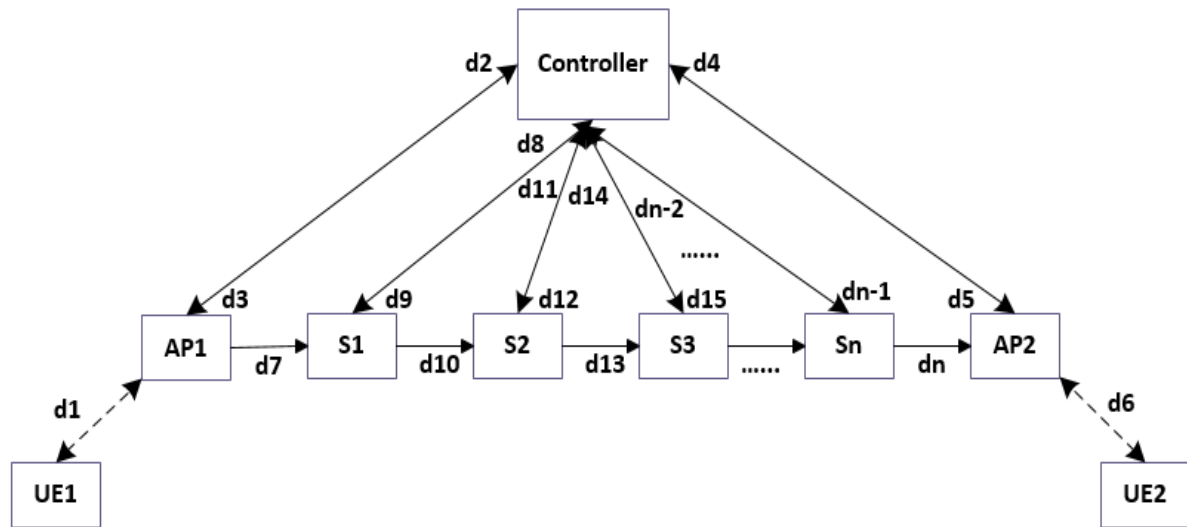 d2
Controller
d4
d8
d11
d14
dn-2
......
d3
d9
d12
d15
dn-1
d5
AP1
S1
S2
S3
Sn
AP2
d7
d10
d13
......
dn
d1
d6
UE1
UE2